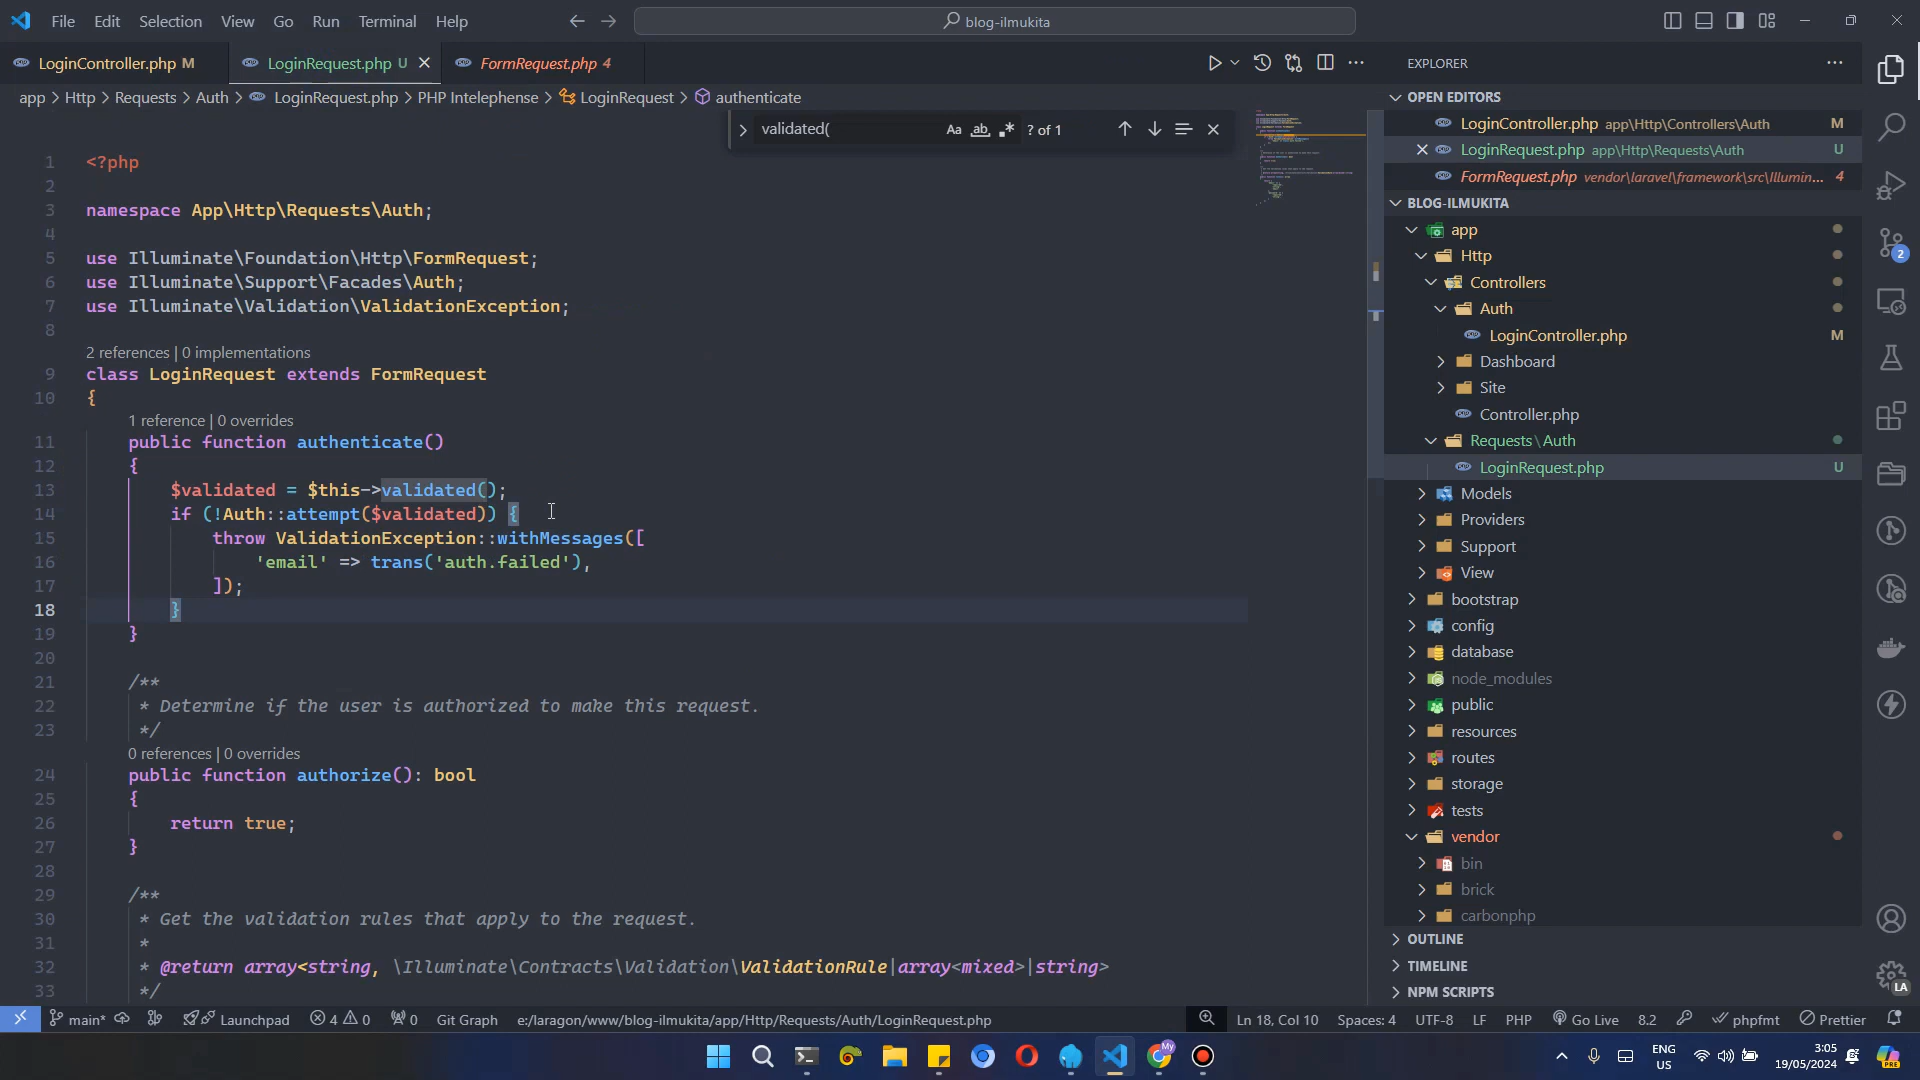 File Edit Selection View Go Run Terminal Help
blog-ilmukita
LoginController.php M
LoginRequest.php U
FormRequest.php 4
app > Http > Requests > Auth > LoginRequest.php > PHP Intelephense > LoginRequest > authenticate
validated(
Aa ab .* ? of 1
1 <?php
2
3 namespace App\Http\Requests\Auth;
4
5 use Illuminate\Foundation\Http\FormRequest;
6 use Illuminate\Support\Facades\Auth;
7 use Illuminate\Validation\ValidationException;
8
2 references | 0 implementations
9 class LoginRequest extends FormRequest
10 {
1 reference | 0 overrides
11 public function authenticate()
12 {
13 $validated = $this->validated();
14 if (!Auth::attempt($validated)) {
15 throw ValidationException::withMessages([
16 'email' => trans('auth.failed'),
17 ]);
18 }
19 }
20
21 /**
22 * Determine if the user is authorized to make this request.
23 */
0 references | 0 overrides
24 public function authorize(): bool
25 {
26 return true;
27 }
28
29 /**
30 * Get the validation rules that apply to the request.
31 *
32 * @return array<string, \Illuminate\Contracts\Validation\ValidationRule|array<mixed>|string>
33 */
EXPLORER
OPEN EDITORS
LoginController.php app\Http\Controllers\Auth M
LoginRequest.php app\Http\Requests\Auth U
FormRequest.php vendor\laravel\framework\src\Illumin... 4
BLOG-ILMUKITA
app
Http
Controllers
Auth
LoginController.php M
Dashboard
Site
Controller.php
Requests\Auth
LoginRequest.php U
Models
Providers
Support
View
bootstrap
config
database
node_modules
public
resources
routes
storage
tests
vendor
bin
brick
carbonphp
OUTLINE
TIMELINE
NPM SCRIPTS
2
LA
main* Launchpad 4 0 0 Git Graph e:/laragon/www/blog-ilmukita/app/Http/Requests/Auth/LoginRequest.php Ln 18, Col 10 Spaces: 4 UTF-8 LF PHP Go Live 8.2 phpfmt Prettier
My
ENG
US
3:05
19/05/2024
PRE